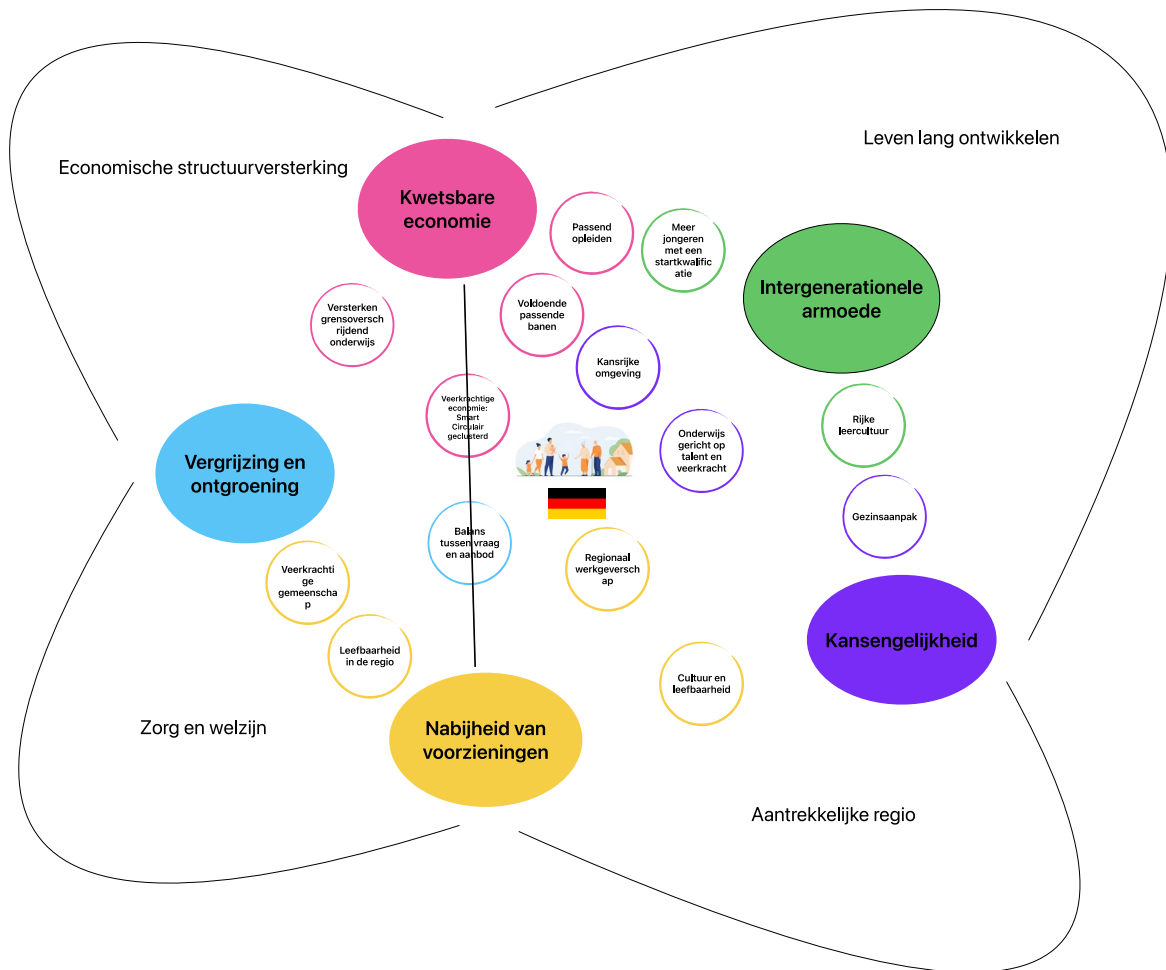 Leven lang ontwikkelen
Economische structuurversterking
Kwetsbare
economie
Passend
opleiden
Meer
jongeren
met een
startkwalific
atie
Intergenerationele
armoede
Versterken
grensoversch
rijdend
onderwijs
Voldoende
passende
banen
Kansrijke
omgeving
Veerkrachtige
economie:
Smart
Circulair
geclusterd
Rijke
leercultuur
Onderwijs
gericht op
talent en
veerkracht
Vergrijzing en
ontgroening
Gezinsaanpak
Balans
tussen vraag
en aanbod
Regionaal
werkgeversch
ap
Veerkrachti
ge
gemeenscha
p
Leefbaarheid
in de regio
Kansengelijkheid
Cultuur en
leefbaarheid
Zorg en welzijn
Nabijheid van
voorzieningen
Aantrekkelijke regio